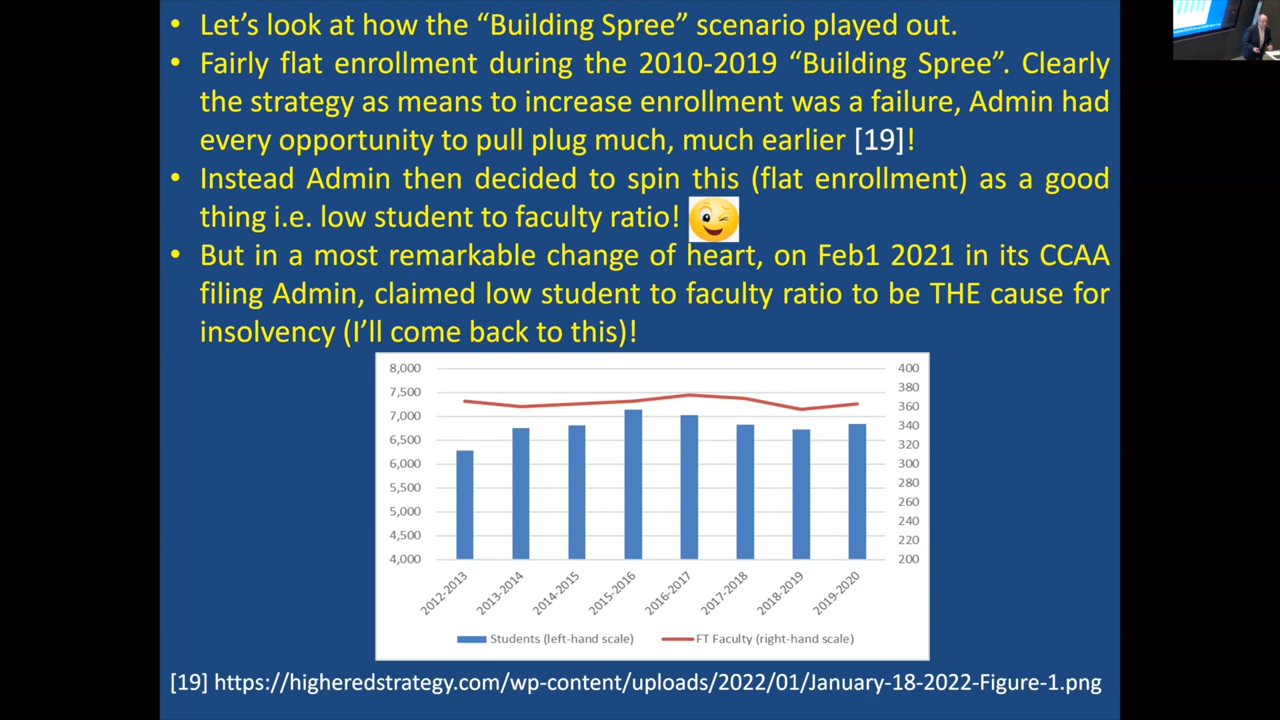 • Let’s look at how the “Building Spree” scenario played out.
• Fairly flat enrollment during the 2010-2019 “Building Spree”. Clearly
the strategy as means to increase enrollment was a failure, Admin had
every opportunity to pull plug much, much earlier [19]!
• Instead Admin then decided to spin this (flat enrollment) as a good
thing i.e. low student to faculty ratio!
• But in a most remarkable change of heart, on Feb1 2021 in its CCAA
filing Admin, claimed low student to faculty ratio to be THE cause for
insolvency (I’ll come back to this)!
8,000
7,500
7,000
6,500
6,000
5,500
5,000
4,500
4,000
400
380
360
340
320
300
280
260
240
220
200
2012-2013
2013-2014
2014-2015
2015-2016
2016-2017
2017-2018
2018-2019
2019-2020
Students (left-hand scale)
FT Faculty (right-hand scale)
[19] https://higheredstrategy.com/wp-content/uploads/2022/01/January-18-2022-Figure-1.png